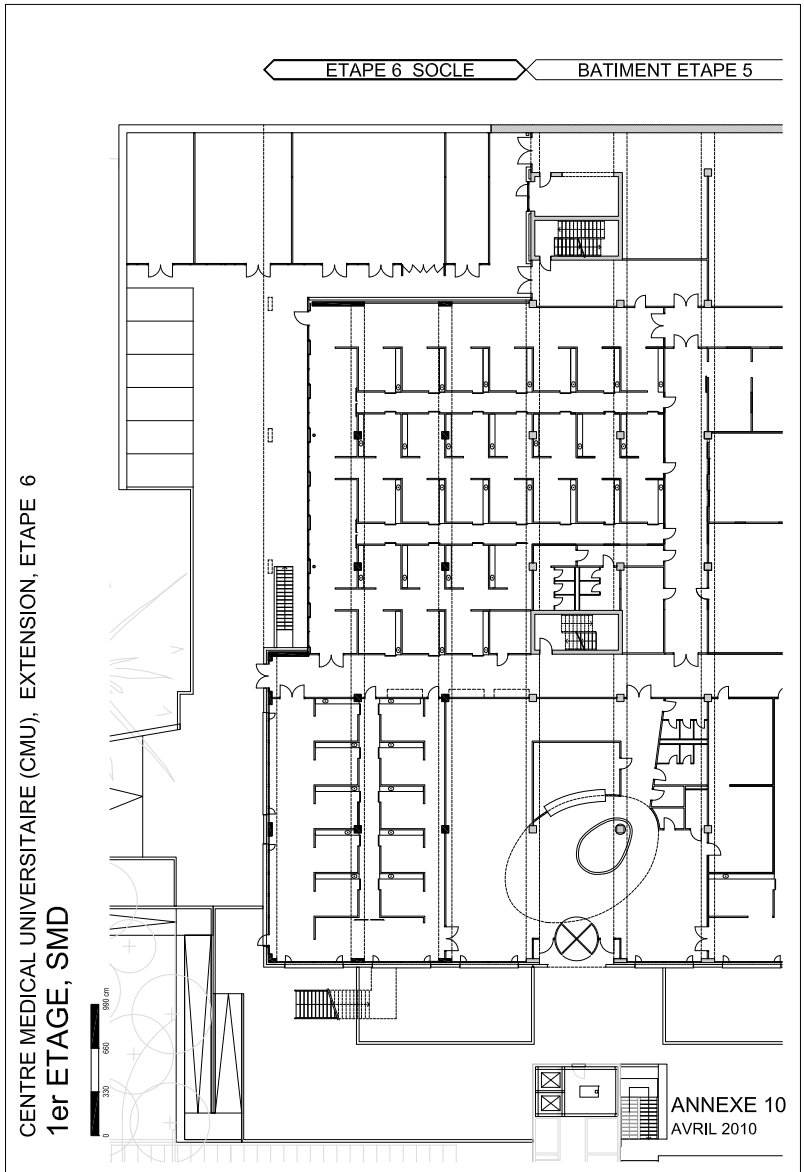 ETAPE 6 SOCLE
BATIMENT ETAPE 5
CENTRE MEDICAL UNIVERSITAIRE (CMU), EXTENSION, ETAPE 6
1er ETAGE, SMD
0 330 660 990 cm
ANNEXE 10
AVRIL 2010